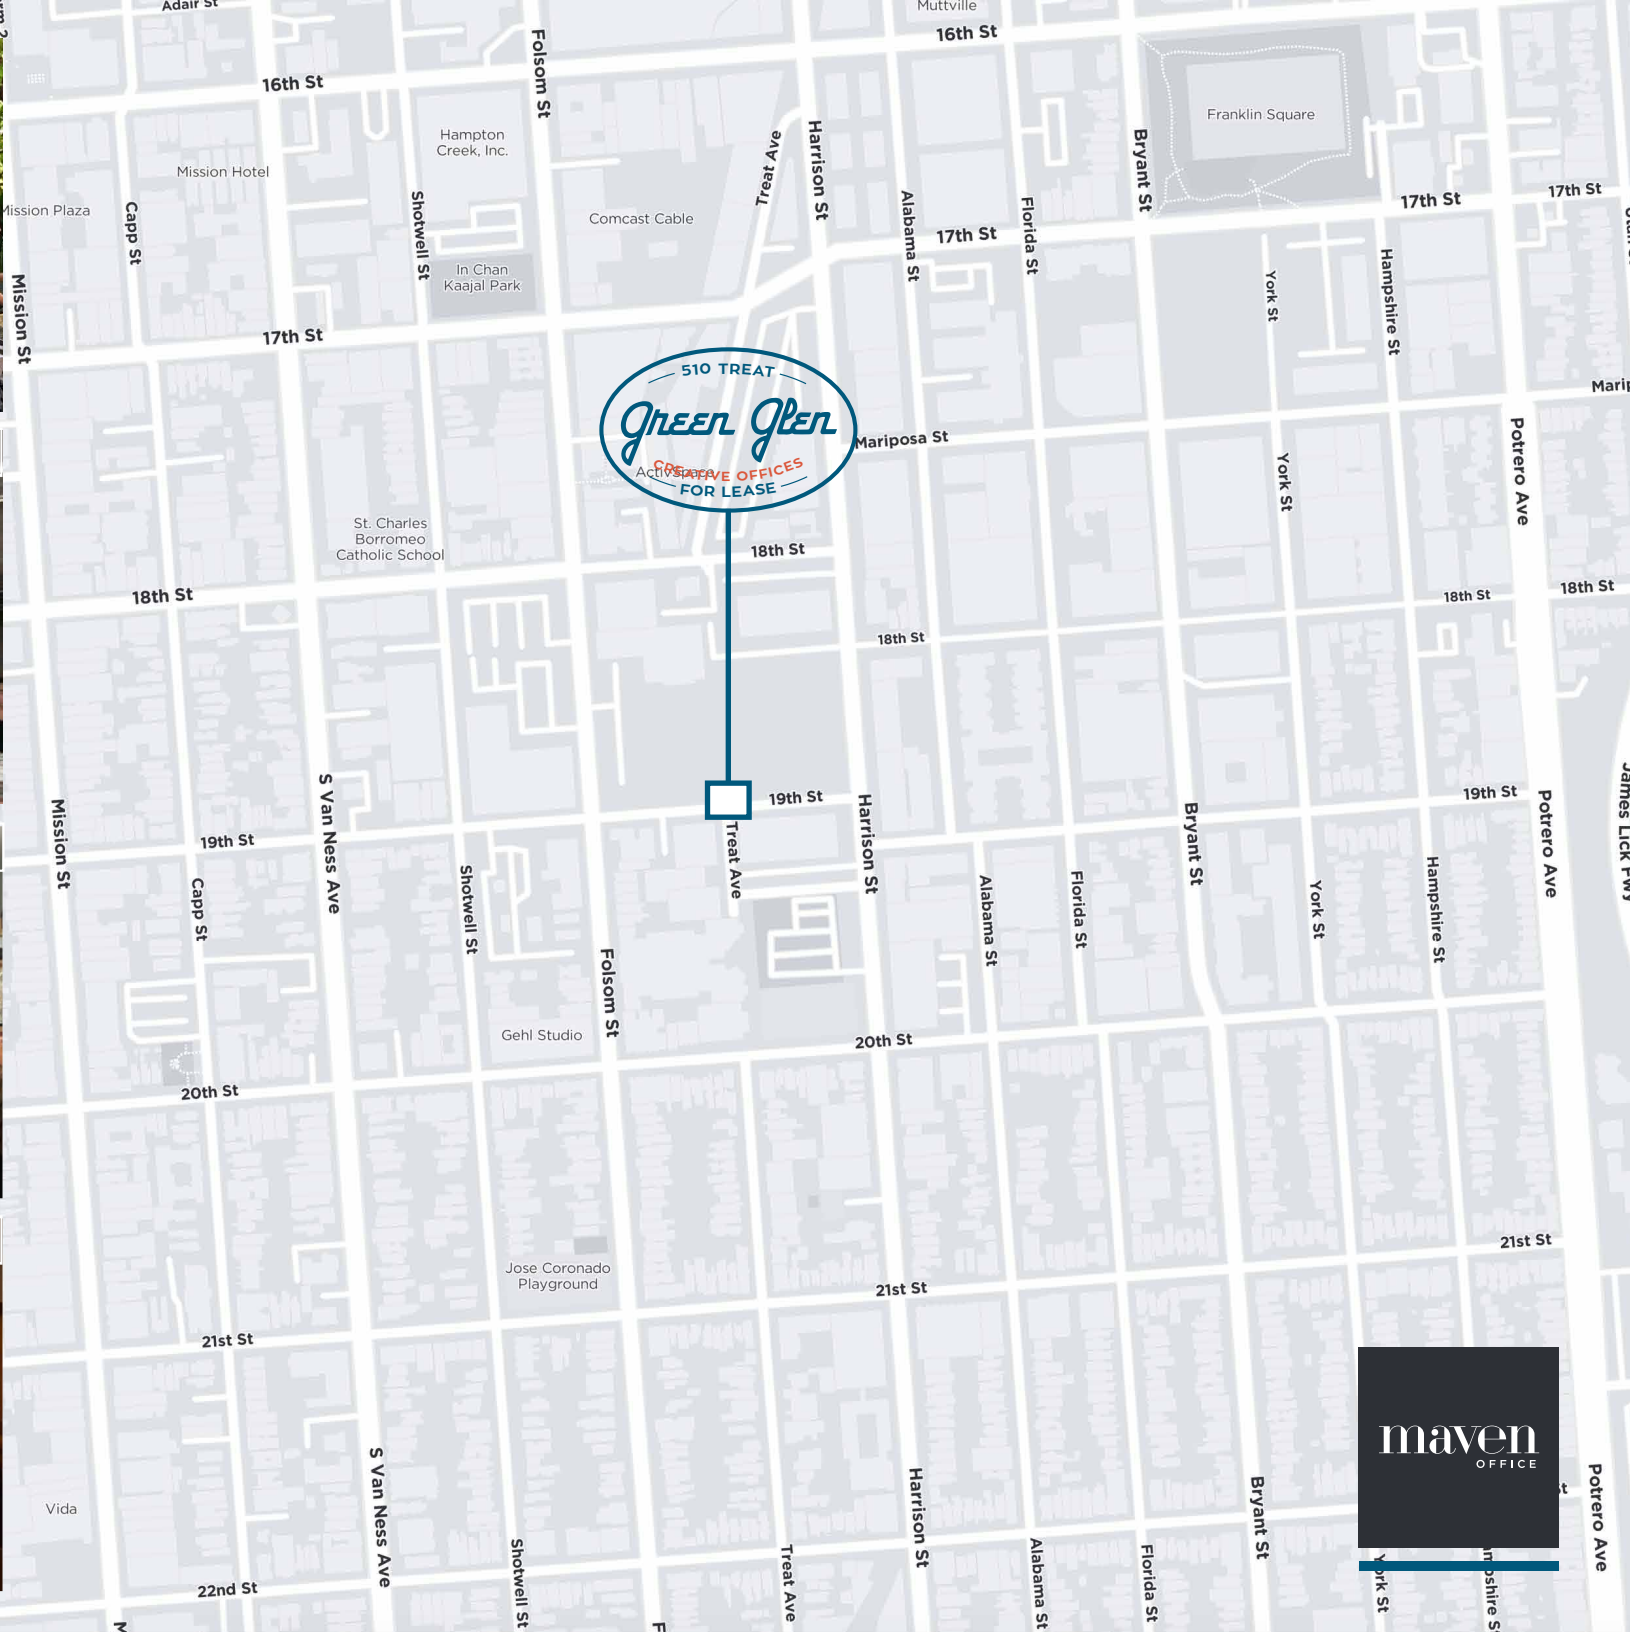 Adair St
Muttville
16th St
16th St
Folsom St
Franklin Square
Hampton
Creek, Inc.
Mission Hotel
Treat Ave
Harrison St
Bryant St
Mission Plaza
Capp St
Shotwell St
Comcast Cable
Alabama St
Florida St
17th St
17th St
17th St
In Chan
Kaajal Park
York St
Hampshire St
Mission St
17th St
510 TREAT
Green Glen
CREATIVE OFFICES
FOR LEASE
ActivSpace
Mariposa St
Potrero Ave
York St
St. Charles
Borromeo
Catholic School
18th St
18th St
18th St
18th St
18th St
S Van Ness Ave
Mission St
19th St
19th St
19th St
Harrison St
Treat Ave
Bryant St
Potrero Ave
James Lick Fwy
Capp St
Shotwell St
Alabama St
Florida St
York St
Hampshire St
Folsom St
Gehl Studio
20th St
20th St
21st St
Jose Coronado
Playground
21st St
21st St
maven
OFFICE
S Van Ness Ave
Harrison St
Bryant St
Potrero Ave
Vida
Shotwell St
Treat Ave
Alabama St
Florida St
York St
22nd St